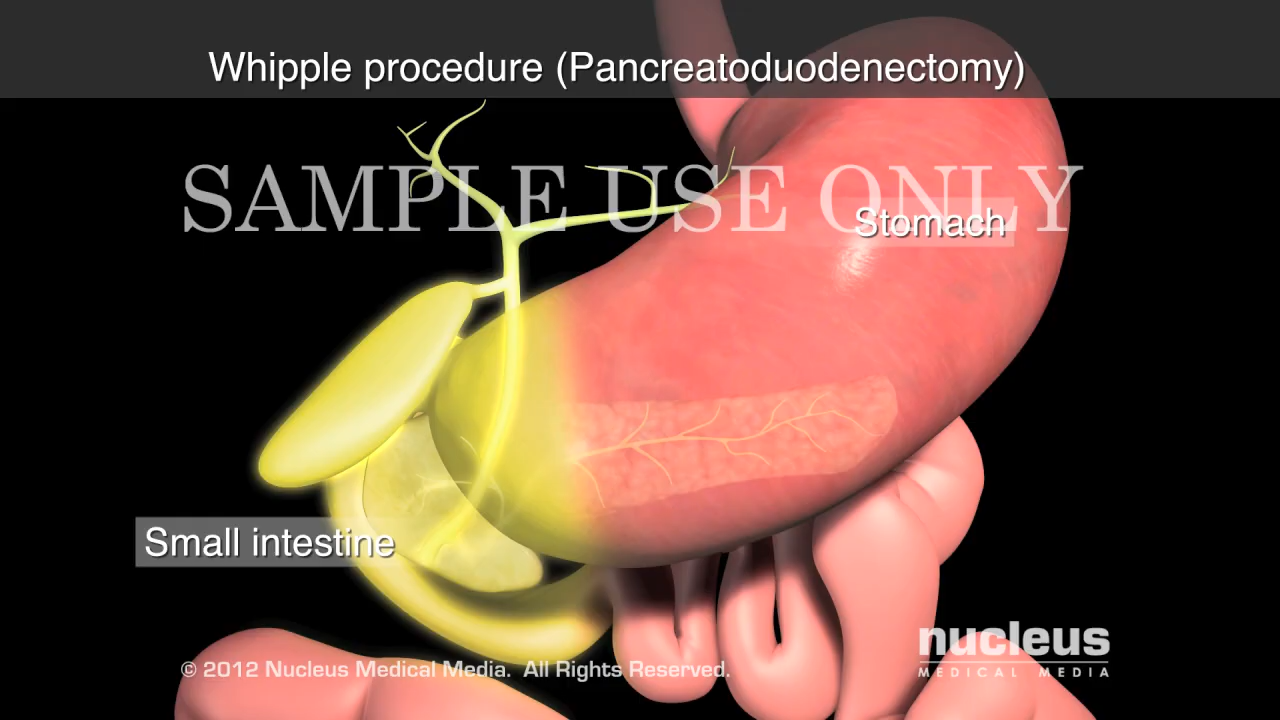 Whipple procedure (Pancreatoduodenectomy)
SAMPLE USE ONLY
Stomach
Small intestine
nucleus
MEDICAL MEDIA
© 2012 Nucleus Medical Media. All Rights Reserved.